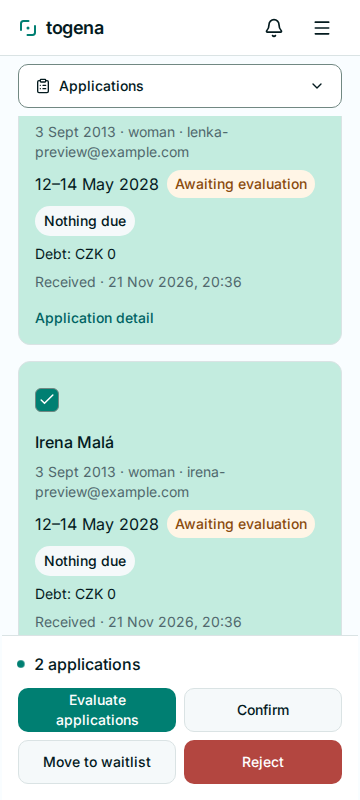 togena
Applications
3 Sept 2013 · woman · lenka-
preview@example.com
12–14 May 2028 Awaiting evaluation
Nothing due
Debt: CZK 0
Received · 21 Nov 2026, 20:36
Application detail
Irena Malá
3 Sept 2013 · woman · irena-
preview@example.com
12–14 May 2028 Awaiting evaluation
Nothing due
Debt: CZK 0
Received · 21 Nov 2026, 20:36
2 applications
Evaluate
applications
Confirm
Move to waitlist
Reject